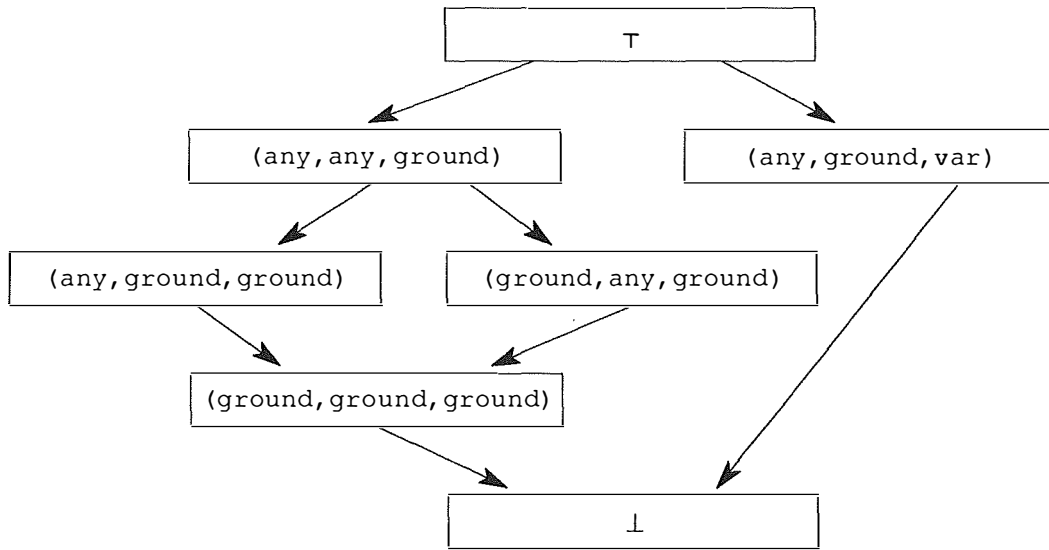 ⊤
(any,any,ground)
(any,ground,var)
(any,ground,ground)
(ground,any,ground)
(ground,ground,ground)
⊥